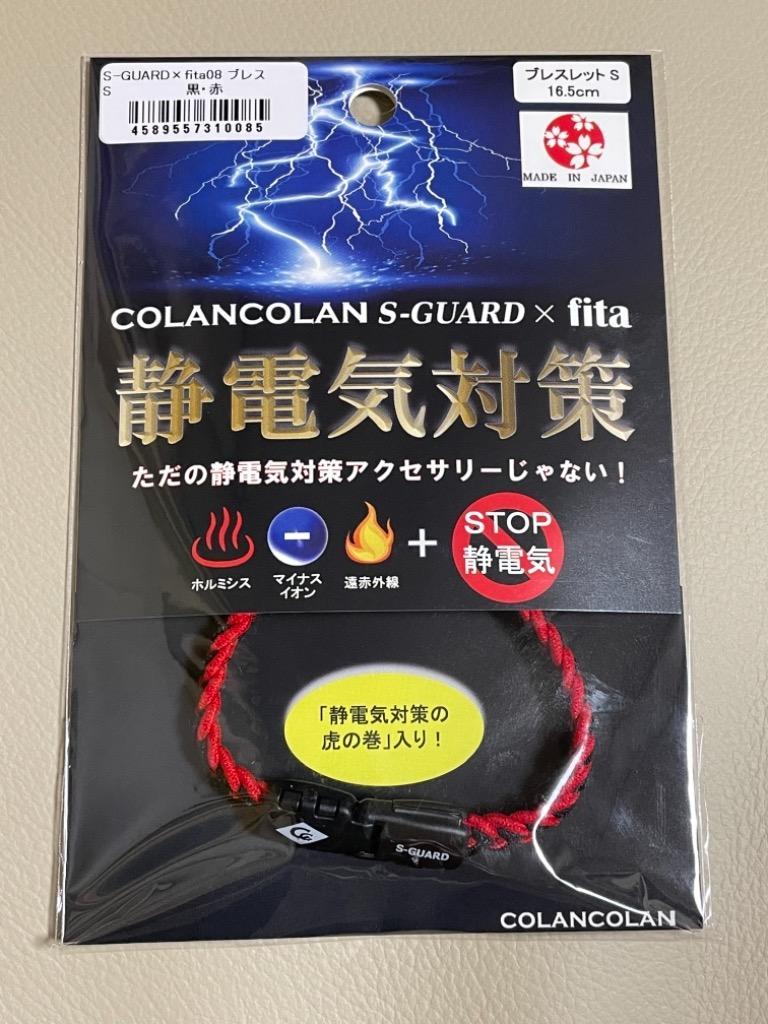 S-GUARD×fita08 ブレス
S 黒・赤
4589557310085
ブレスレット S
16.5cm
MADE IN JAPAN
COLANCOLAN S-GUARD × fita
静電気対策
ただの静電気対策アクセサリーじゃない！
ホルミシス
マイナス
イオン
遠赤外線
+
STOP
静電気
「静電気対策の
虎の巻」入り！
S-GUARD
COLANCOLAN